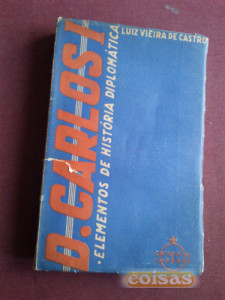 LUIZ VIEIRA DE CASTRO
D. CARLOS I
• ELEMENTOS DE HISTÓRIA DIPLOMÁTICA
coisas